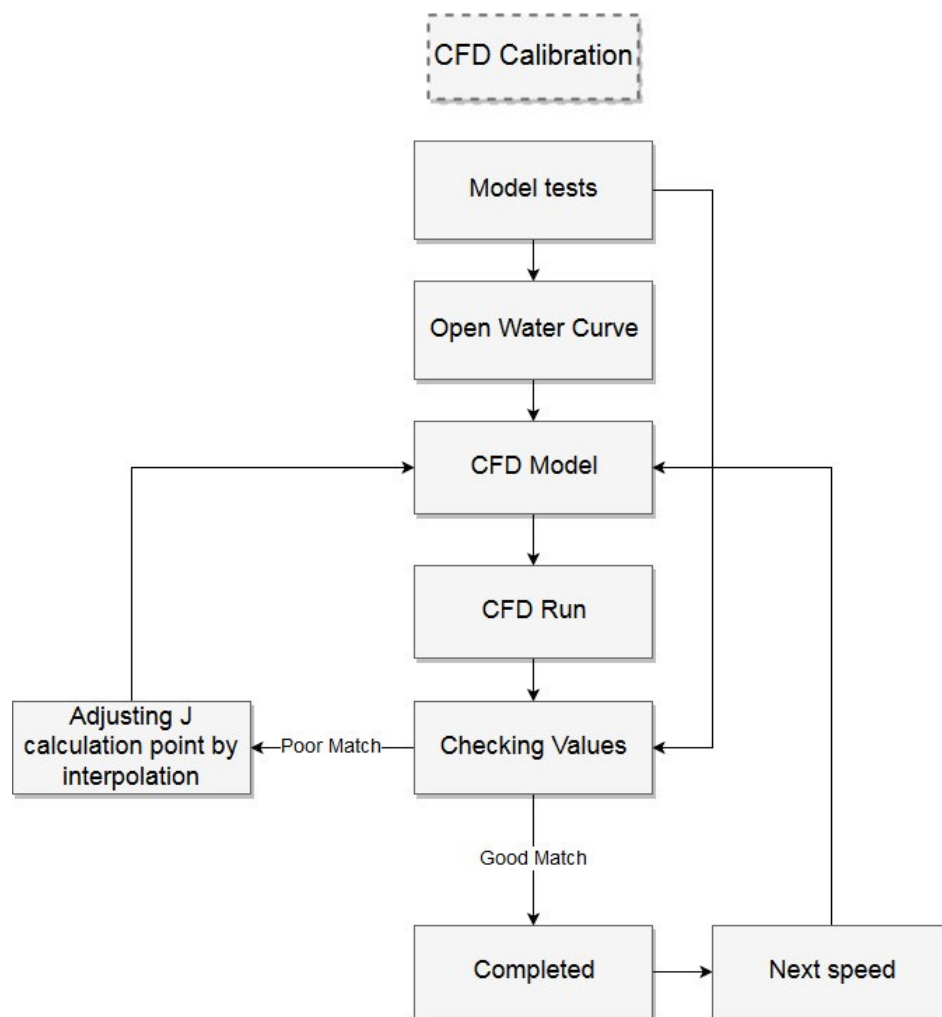 CFD Calibration
Model tests
Open Water Curve
CFD Model
CFD Run
Adjusting J
calculation point by
interpolation
Poor Match
Checking Values
Good Match
Completed
Next speed